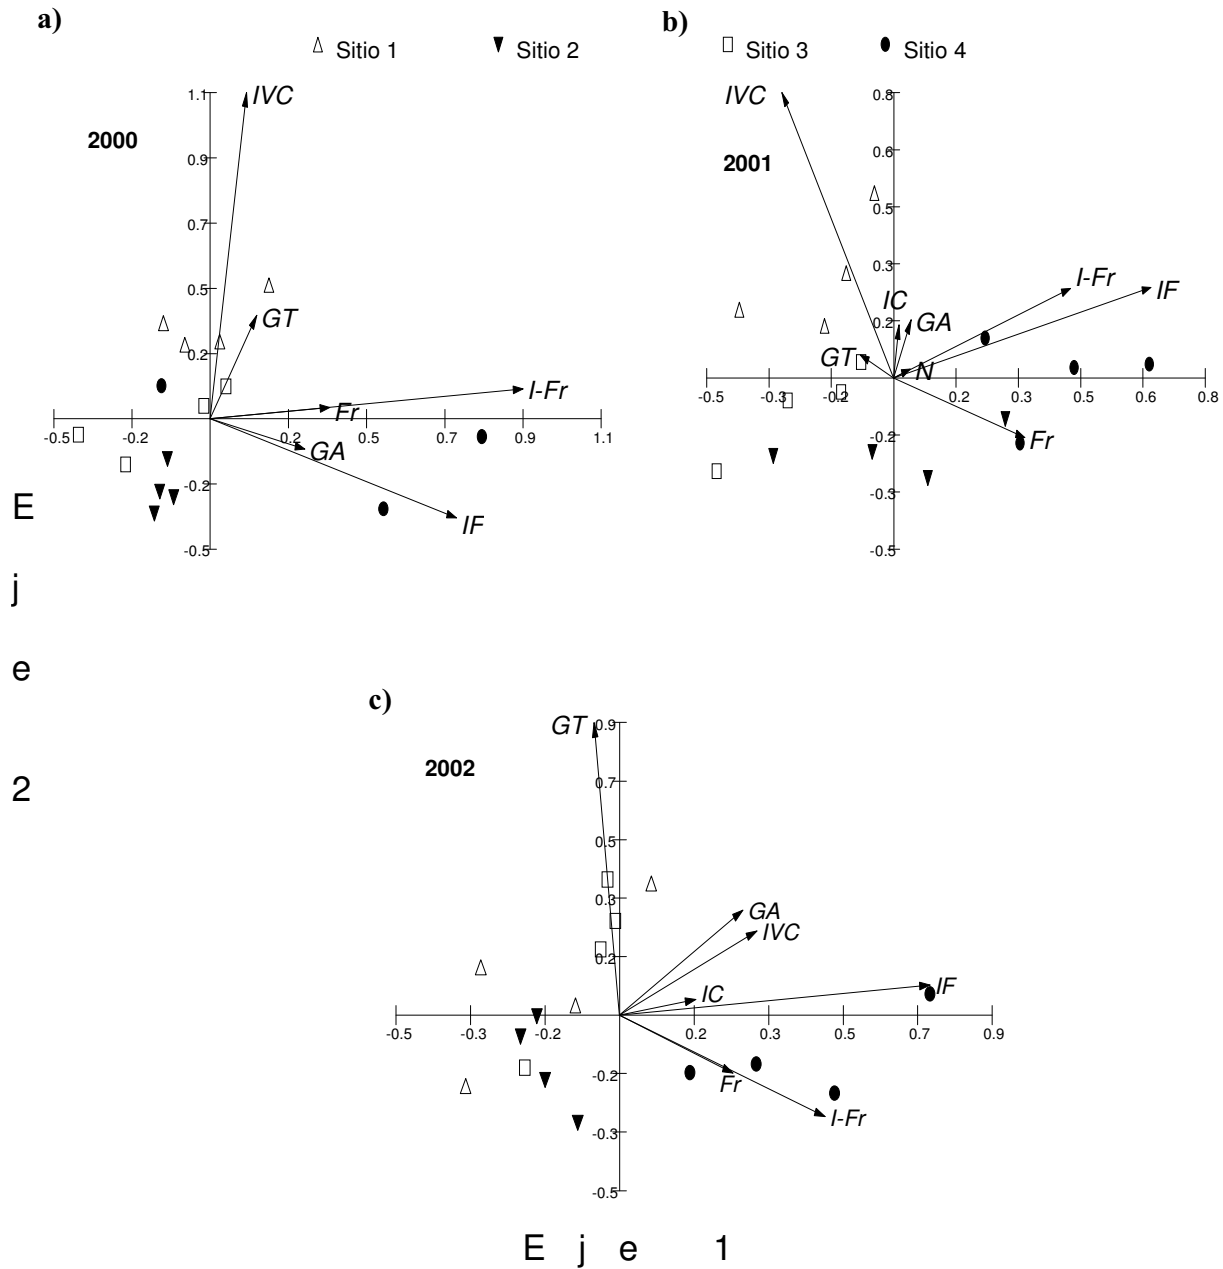 a)
b)
Sitio 1 Sitio 2 Sitio 3 Sitio 4
1.1 IVC
2000
0.9
0.7
0.5
GT
0.2
I-Fr
Fr
-0.5 -0.2 0.2 0.5 0.7 1.1
GA
-0.2
IF
-0.5
0.8
IVC
0.6
2001
0.5
0.3
I-Fr
IF
IC
0.2
GA
GT
N
-0.5 -0.2 0.2 0.3 0.6 0.8
-0.2
Fr
-0.3
-0.5
c)
GT 0.9
2002
0.7
0.5
0.3
GA
IVC
0.2
IC
IF
-0.5 -0.3 -0.2 0.2 0.3 0.5 0.7 0.9
-0.2
Fr
I-Fr
-0.3
-0.5
E j e 2
E j e 1